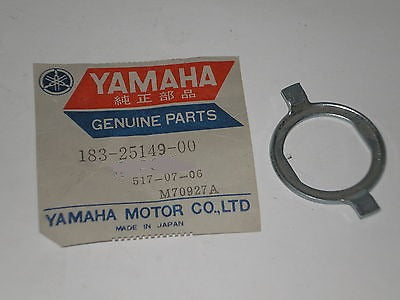 YAMAHA
純正部品
GENUINE PARTS
183-25149-00
517-07-06
M70927A
YAMAHA MOTOR CO.,LTD
MADE IN JAPAN